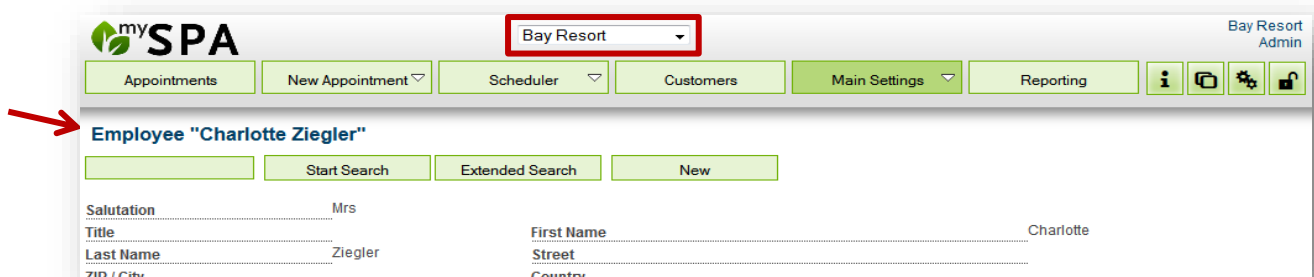 mySPA
Bay Resort
Bay Resort
Admin
Appointments New Appointment Scheduler Customers Main Settings Reporting i
Employee "Charlotte Ziegler"
Start Search Extended Search New
Salutation Mrs
Title First Name Charlotte
Last Name Ziegler Street
ZIP / City Country